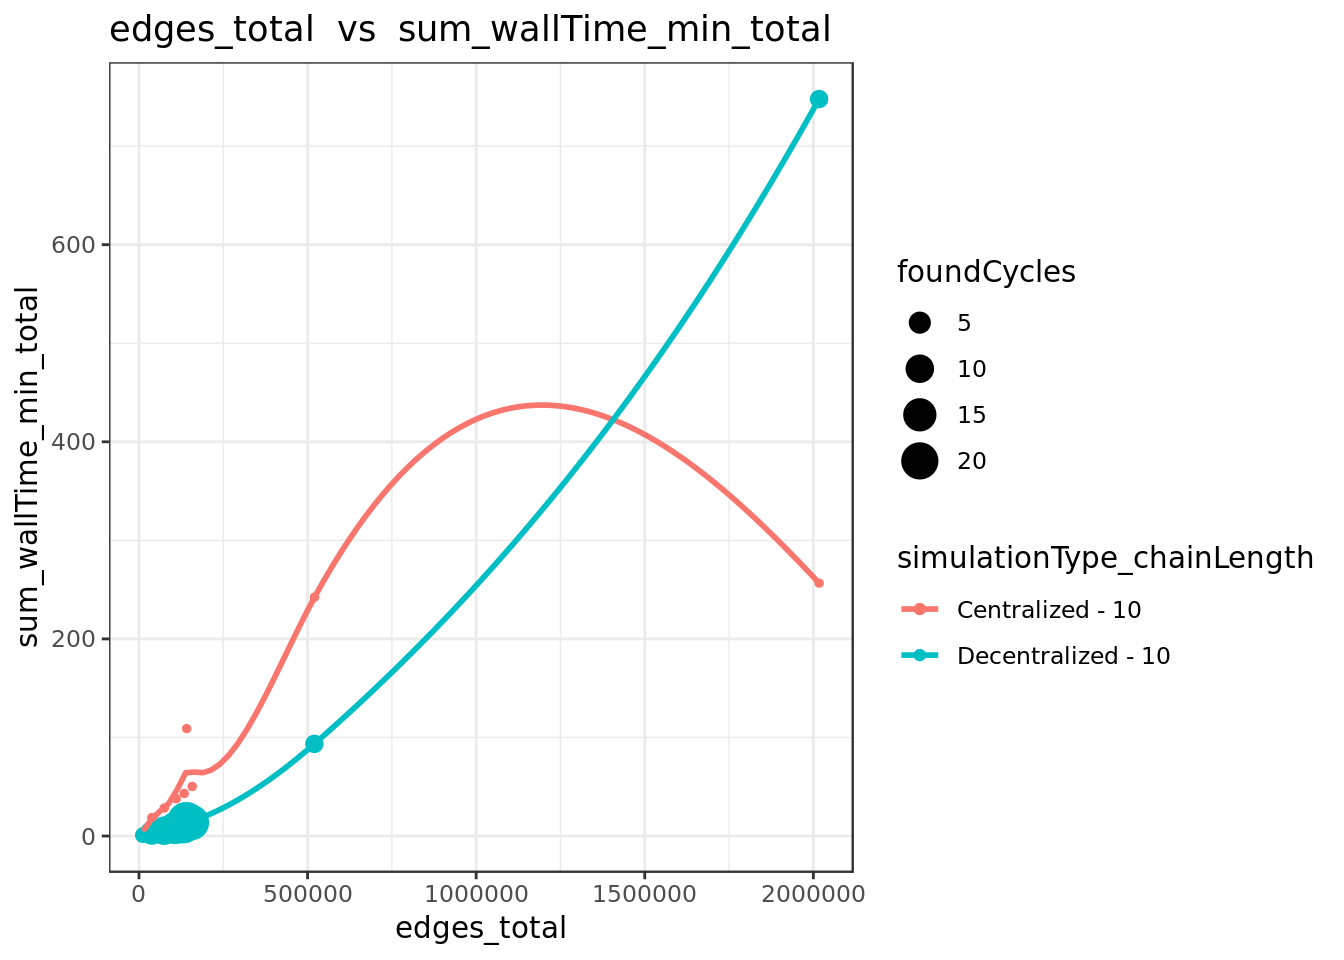 edges_total  vs  sum_wallTime_min_total
sum_wallTime_min_total
600
400
200
0
0
500000
1000000
1500000
2000000
edges_total
foundCycles
5
10
15
20
simulationType_chainLength
Centralized - 10
Decentralized - 10